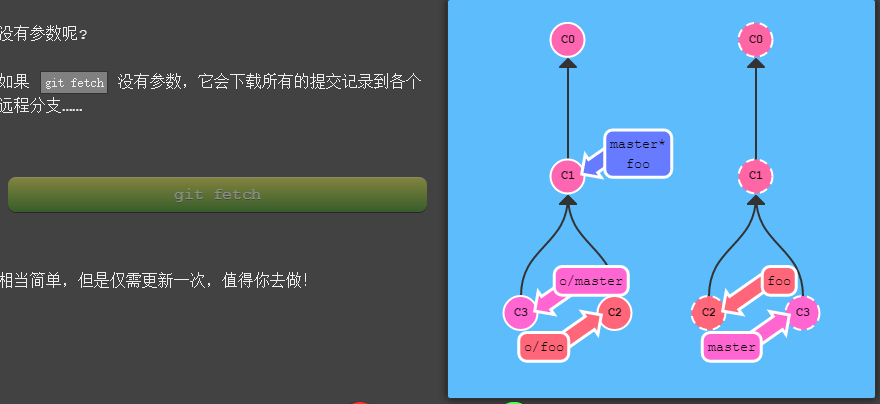 没有参数呢?
如果 git fetch 没有参数，它会下载所有的提交记录到各个
远程分支……
git fetch
相当简单，但是仅需更新一次，值得你去做!
C0
C0
master*
foo
C1
C1
o/master
foo
C3
C2
C2
C3
o/foo
master